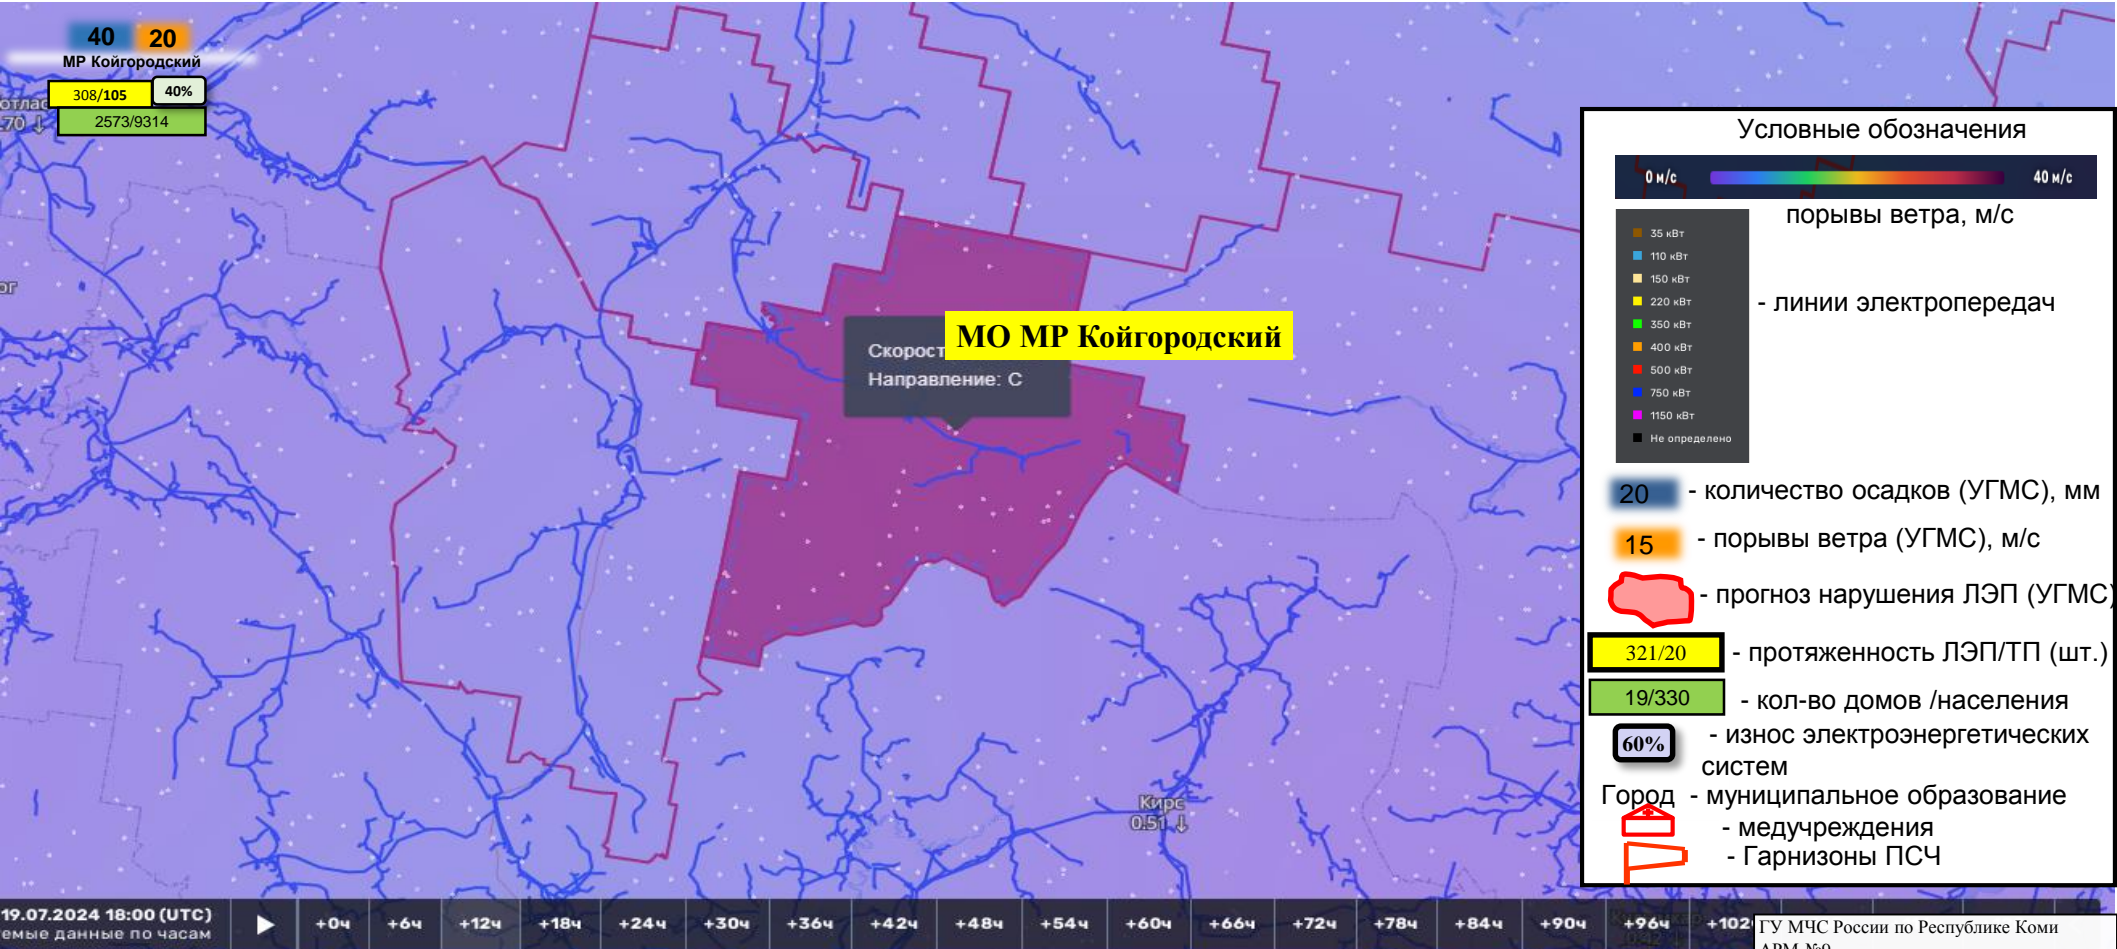 40 20
МР Койгородский
308/105 40%
2573/9314
МО МР Койгородский
Направление: С
Кирс
0.51 ↓
Условные обозначения
0 м/с 40 м/с
порывы ветра, м/с
35 кВт
110 кВт
150 кВт
220 кВт
350 кВт
400 кВт
500 кВт
750 кВт
1150 кВт
Не определено
- линии электропередач
20 - количество осадков (УГМС), мм
15 - порывы ветра (УГМС), м/с
- прогноз нарушения ЛЭП (УГМС)
321/20 - протяженность ЛЭП/ТП (шт.)
19/330 - кол-во домов /населения
60% - износ электроэнергетических
систем
Город - муниципальное образование
- медучреждения
- Гарнизоны ПСЧ
19.07.2024 18:00 (UTC)
данные по часам
+0ч +6ч +12ч +18ч +24ч +30ч +36ч +42ч +48ч +54ч +60ч +66ч +72ч +78ч +84ч +90ч +96ч +102
ГУ МЧС России по Республике Коми